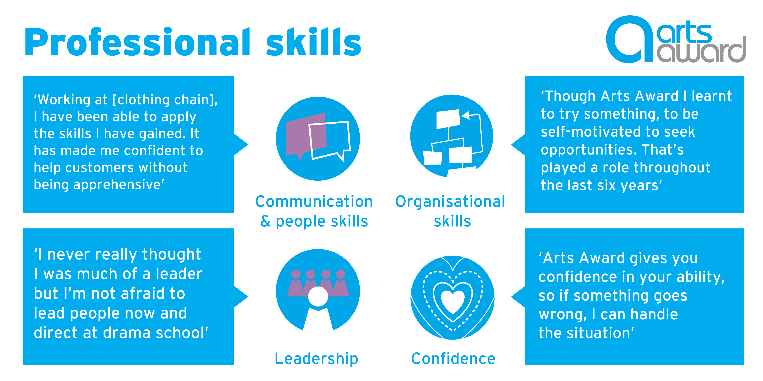 Professional skills
arts
award
'Working at [clothing chain],
I have been able to apply
the skills I have gained. It
has made me confident to
help customers without
being apprehensive'
Communication
& people skills
Organisational
skills
'Though Arts Award I learnt
to try something, to be
self-motivated to seek
opportunities. That's
played a role throughout
the last six years'
'I never really thought
I was much of a leader
but I'm not afraid to
lead people now and
direct at drama school'
Leadership
Confidence
'Arts Award gives you
confidence in your ability,
so if something goes
wrong, I can handle
the situation'